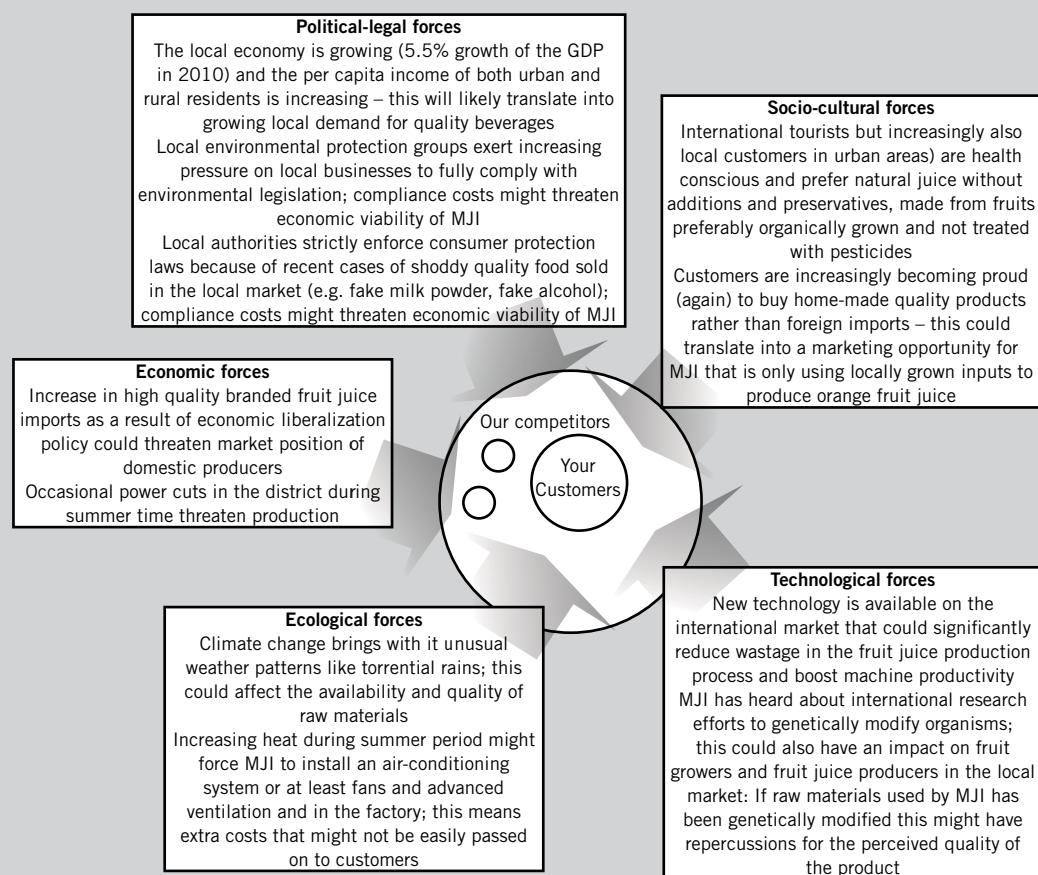 Political-legal forces
The local economy is growing (5.5% growth of the GDP
in 2010) and the per capita income of both urban and
rural residents is increasing – this will likely translate into
growing local demand for quality beverages
Local environmental protection groups exert increasing
pressure on local businesses to fully comply with
environmental legislation; compliance costs might threaten
economic viability of MJI
Local authorities strictly enforce consumer protection
laws because of recent cases of shoddy quality food sold
in the local market (e.g. fake milk powder, fake alcohol);
compliance costs might threaten economic viability of MJI
Socio-cultural forces
International tourists but increasingly also
local customers in urban areas) are health
conscious and prefer natural juice without
additions and preservatives, made from fruits
preferably organically grown and not treated
with pesticides
Customers are increasingly becoming proud
(again) to buy home-made quality products
rather than foreign imports – this could
translate into a marketing opportunity for
MJI that is only using locally grown inputs to
produce orange fruit juice
Economic forces
Increase in high quality branded fruit juice
imports as a result of economic liberalization
policy could threaten market position of
domestic producers
Occasional power cuts in the district during
summer time threaten production
Our competitors
Your
Customers
Ecological forces
Climate change brings with it unusual
weather patterns like torrential rains; this
could affect the availability and quality of
raw materials
Increasing heat during summer period might
force MJI to install an air-conditioning
system or at least fans and advanced
ventilation and in the factory; this means
extra costs that might not be easily passed
on to customers
Technological forces
New technology is available on the
international market that could significantly
reduce wastage in the fruit juice production
process and boost machine productivity
MJI has heard about international research
efforts to genetically modify organisms;
this could also have an impact on fruit
growers and fruit juice producers in the local
market: If raw materials used by MJI has
been genetically modified this might have
repercussions for the perceived quality of
the product